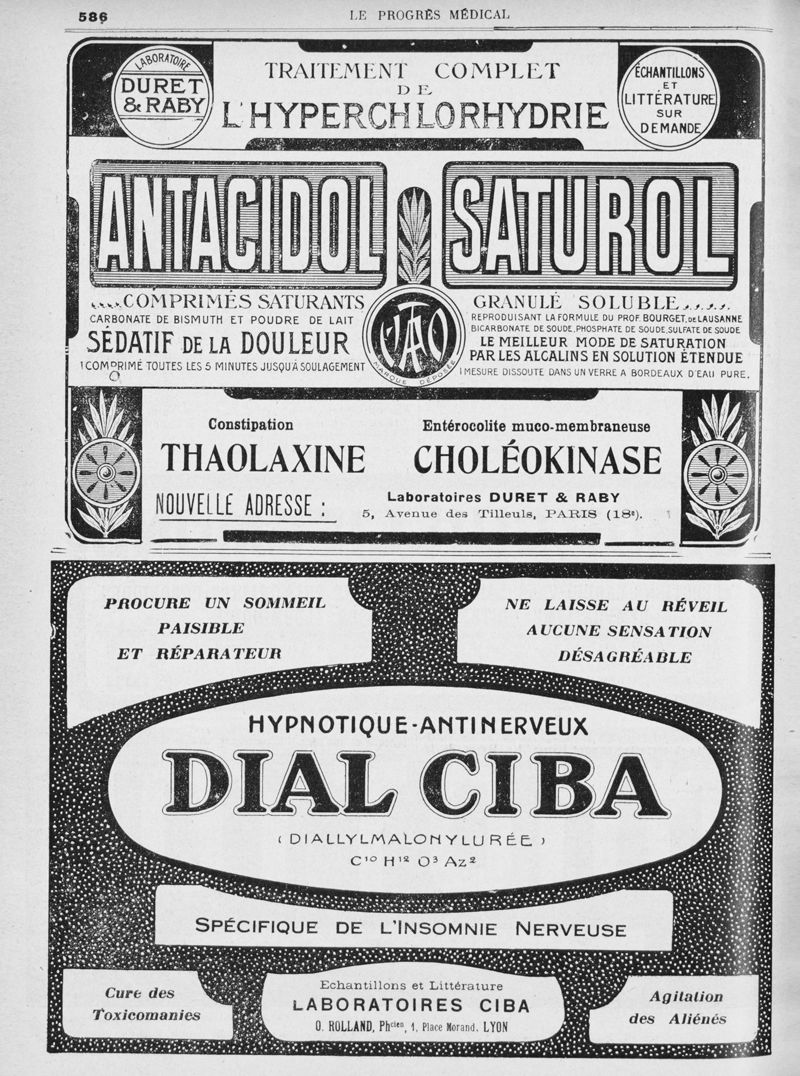 586
LE PROGRÈS MÉDICAL
LABORATOIRE
DURET
& RABY
TRAITEMENT COMPLET
DE
L'HYPERCHLORHYDRIE
ÉCHANTILLONS
ET
LITTÉRATURE
SUR
DEMANDE
ANTACIDOL
SATUROL
COMPRIMÉS SATURANTS
CARBONATE DE BISMUTH ET POUDRE DE LAIT
SÉDATIF DE LA DOULEUR
1 COMPRIMÉ TOUTES LES 5 MINUTES JUSQU'À SOULAGEMENT
MARQUE DÉPOSÉE
GRANULÉ SOLUBLE
REPRODUISANT LA FORMULE DU PROF. BOURGET, DE LAUSANNE
BICARBONATE DE SOUDE, PHOSPHATE DE SOUDE, SULFATE DE SOUDE
LE MEILLEUR MODE DE SATURATION
PAR LES ALCALINS EN SOLUTION ÉTENDUE
1 MESURE DISSOUTE DANS UN VERRE A BORDEAUX D'EAU PURE.
Constipation
THAOLAXINE
Entérocolite muco-membraneuse
CHOLÉOKINASE
NOUVELLE ADRESSE :
Laboratoires DURET & RABY
5, Avenue des Tilleuls, PARIS (18e).
PROCURE UN SOMMEIL
PAISIBLE
ET RÉPARATEUR
NE LAISSE AU RÉVEIL
AUCUNE SENSATION
DÉSAGRÉABLE
HYPNOTIQUE-ANTINERVEUX
DIAL CIBA
(DIALLYLMALONYLURÉE)
C10 H12 O3 Az2
SPÉCIFIQUE DE L'INSOMNIE NERVEUSE
Cure des
Toxicomanies
Echantillons et Littérature
LABORATOIRES CIBA
O. ROLLAND, Phcien, 1, Place Morand, LYON
Agitation
des Aliénés